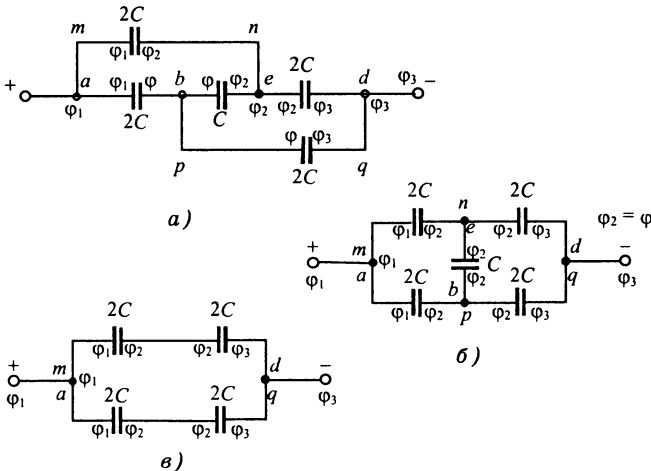 2C
m n
φ₁ φ₂
2C
+ a φ₁ φ b φ φ₂ e d φ₃ −
φ₁ φ₂ φ₂ φ₃ φ₃
2C C
φ φ₃
p 2C q
а)
2C n 2C
φ₂ = φ
φ₁ φ₂ e φ₂ φ₃
+ m φ₂ d −
φ₁ φ₁ C
a 2C b φ₂ 2C q φ₃
φ₁ φ₂ p φ₂ φ₃
б)
2C 2C
φ₁ φ₂ φ₂ φ₃
+ m φ₁ d −
φ₁ a 2C 2C q φ₃
φ₁ φ₂ φ₂ φ₃
в)